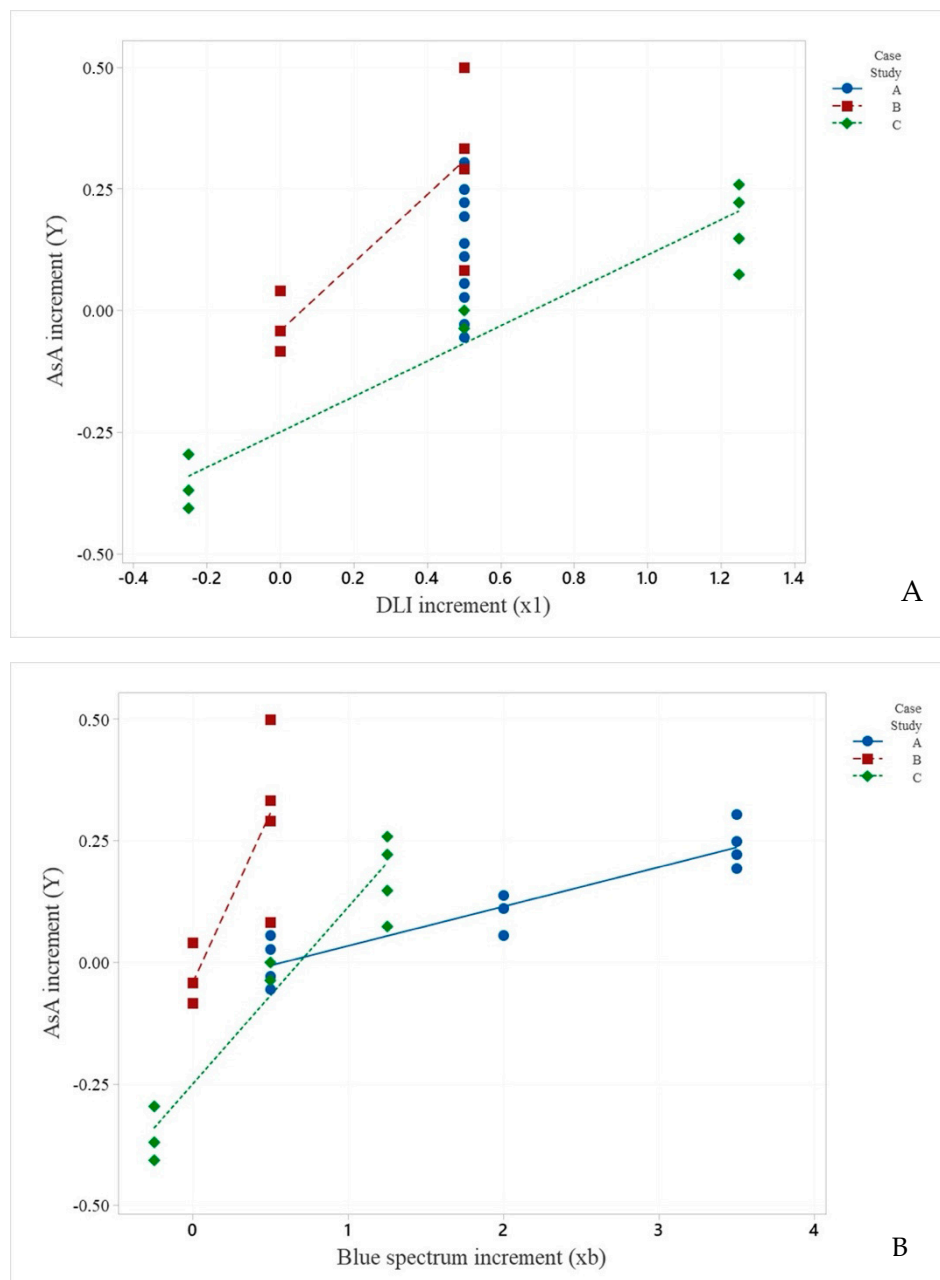 Case
Study
A
B
C
0.50
0.25
0.00
-0.25
-0.50
AsA increment (Y)
-0.4 -0.2 0.0 0.2 0.4 0.6 0.8 1.0 1.2 1.4
DLI increment (x1)
A
Case
Study
A
B
C
0.50
0.25
0.00
-0.25
-0.50
AsA increment (Y)
0 1 2 3 4
Blue spectrum increment (xb)
B